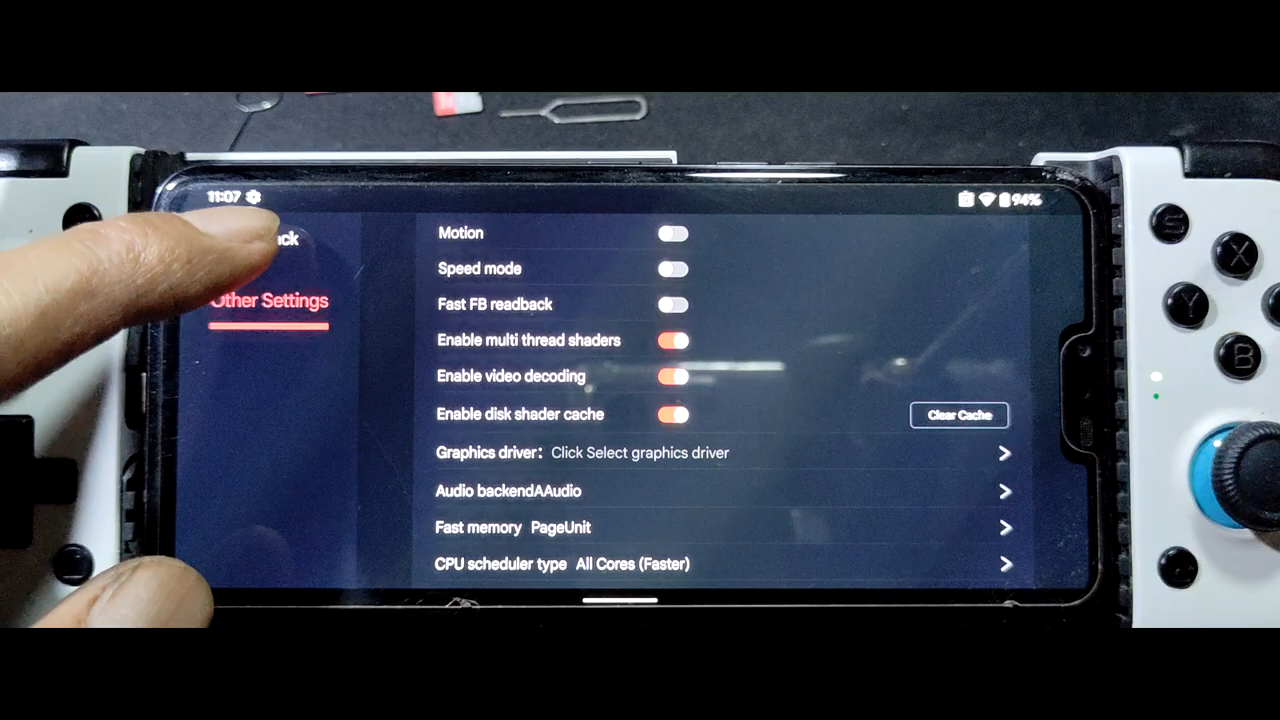 11:07 94%
Other Settings
Motion
Speed mode
Fast FB readback
Enable multi thread shaders
Enable video decoding
Enable disk shader cache Clear Cache
Graphics driver: Click Select graphics driver
Audio backendAAudio
Fast memory PageUnit
CPU scheduler type All Cores (Faster)
S
X
Y
B